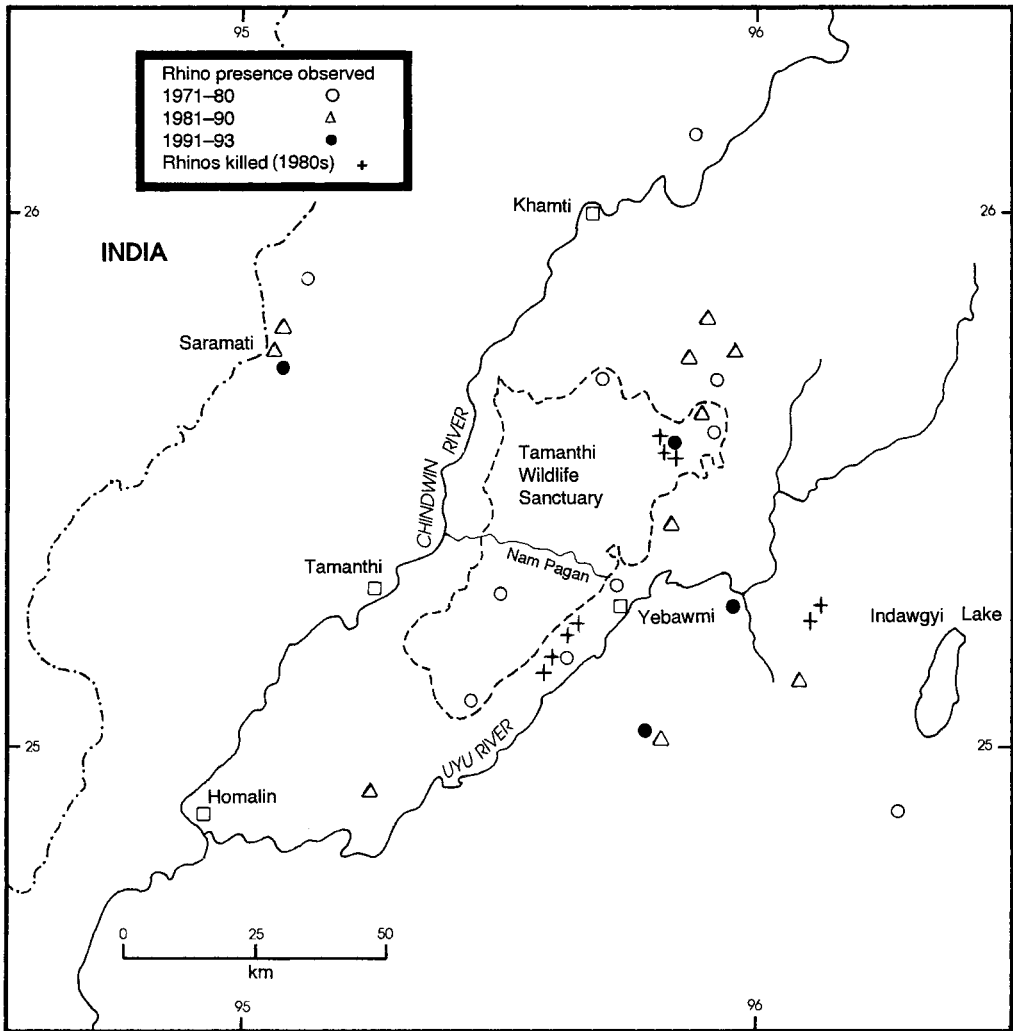 95
96
Rhino presence observed
1971–80
1981–90
1991–93
Rhinos killed (1980s)
26
Khamti
26
INDIA
Saramati
CHINDWIN RIVER
Tamanthi
Wildlife
Sanctuary
Nam Pagan
Tamanthi
Yebawmi
Indawgyi Lake
25
UYU RIVER
25
Homalin
0 25 50
km
95
96